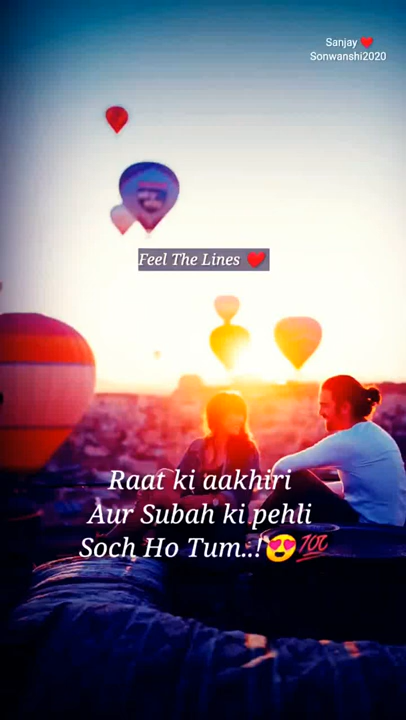 Sanjay ❤️
Sonwanshi2020
Feel The Lines ❤️
Raat ki aakhiri
Aur Subah ki pehli
Soch Ho Tum..!😍💯